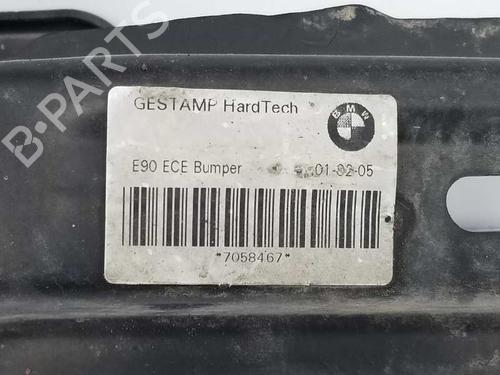 GESTAMP HardTech
BMW
E90 ECE Bumper 01-02-05
*7058467*
B-PARTS